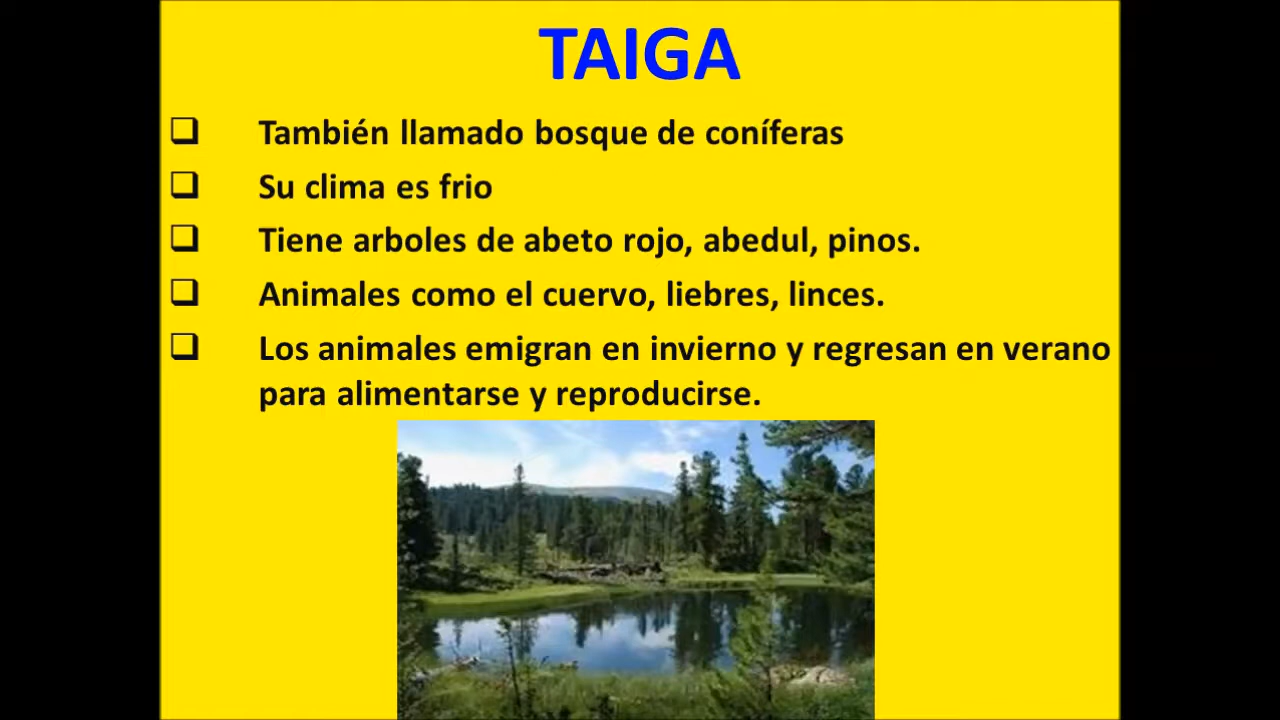 TAIGA
También llamado bosque de coníferas
Su clima es frio
Tiene arboles de abeto rojo, abedul, pinos.
Animales como el cuervo, liebres, linces.
Los animales emigran en invierno y regresan en verano
para alimentarse y reproducirse.